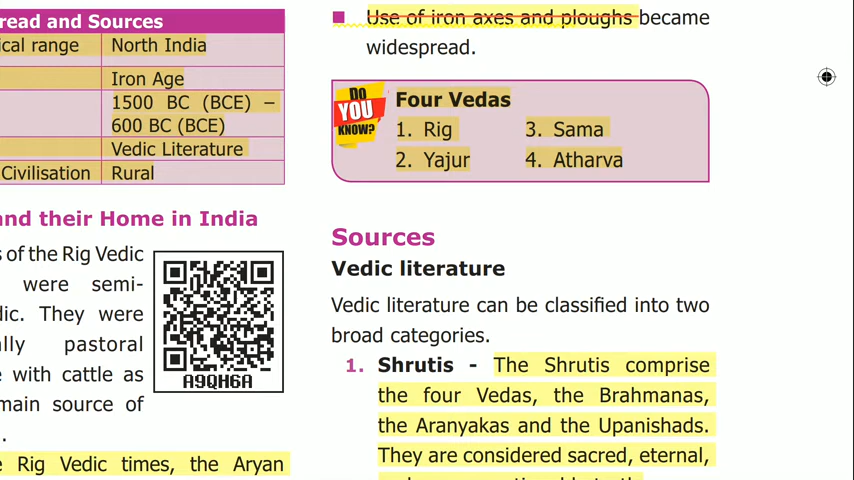 read and Sources
ical range North India
Iron Age
1500 BC (BCE) –
600 BC (BCE)
Vedic Literature
Civilisation Rural
and their Home in India
s of the Rig Vedic
were semi-
dic. They were
ally pastoral
e with cattle as
main source of
.
e Rig Vedic times, the Aryan
A9QH6A
Use of iron axes and ploughs became
widespread.
DO
YOU
KNOW?
Four Vedas
1. Rig 3. Sama
2. Yajur 4. Atharva
Sources
Vedic literature
Vedic literature can be classified into two
broad categories.
1. Shrutis - The Shrutis comprise
the four Vedas, the Brahmanas,
the Aranyakas and the Upanishads.
They are considered sacred, eternal,